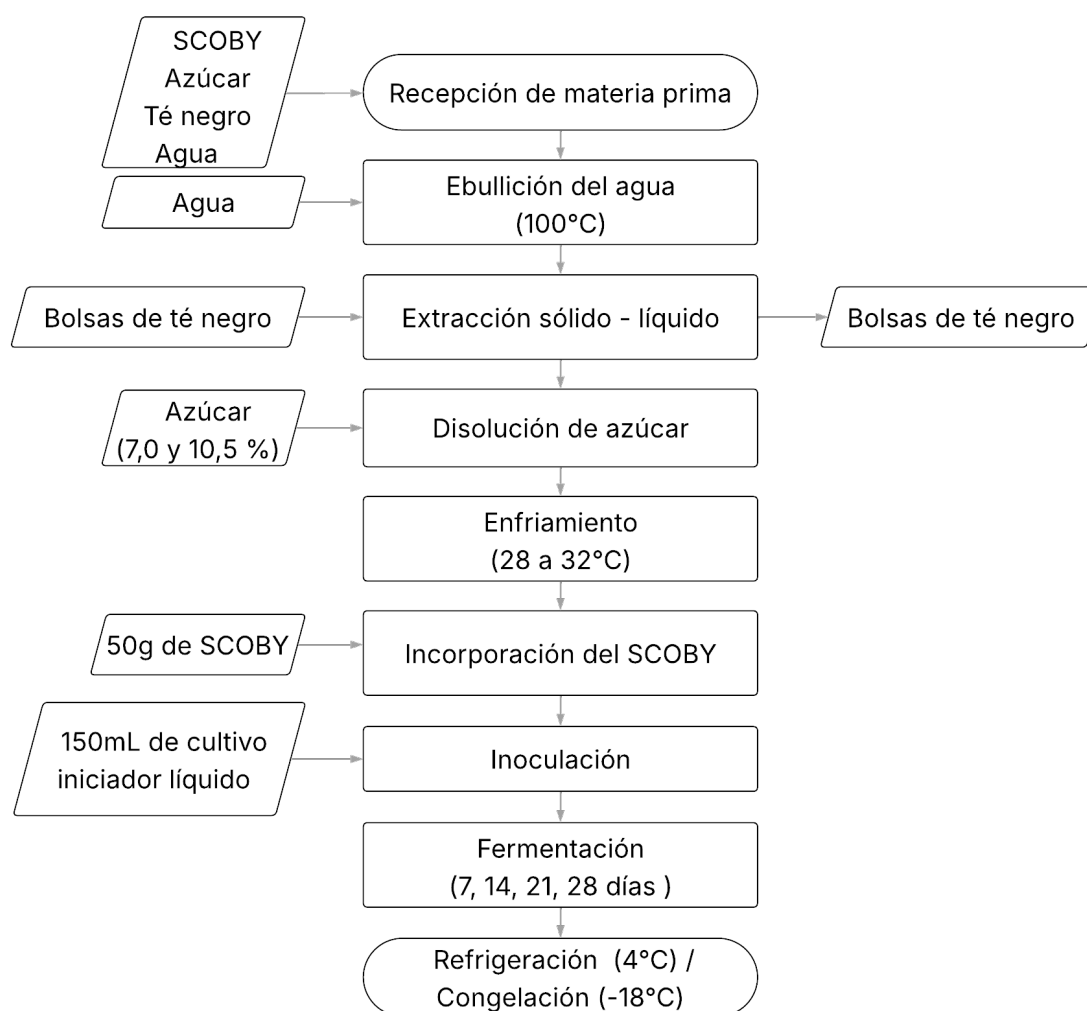 SCOBY
Azúcar
Té negro
Agua
Recepción de materia prima
Agua
Ebullición del agua
(100°C)
Bolsas de té negro
Extracción sólido - líquido
Bolsas de té negro
Azúcar
(7,0 y 10,5 %)
Disolución de azúcar
Enfriamiento
(28 a 32°C)
50g de SCOBY
Incorporación del SCOBY
150mL de cultivo
iniciador líquido
Inoculación
Fermentación
(7, 14, 21, 28 días )
Refrigeración (4°C) /
Congelación (-18°C)